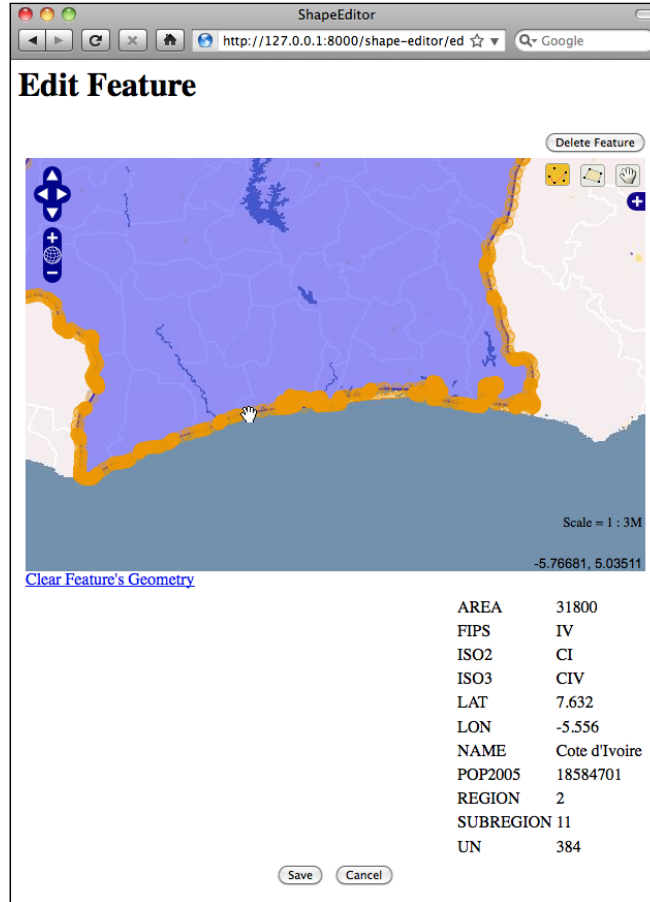 ShapeEditor
http://127.0.0.1:8000/shape-editor/ed
Google
Edit Feature
Delete Feature
Scale = 1 : 3M
-5.76681, 5.03511
Clear Feature's Geometry
AREA 31800
FIPS IV
ISO2 CI
ISO3 CIV
LAT 7.632
LON -5.556
NAME Cote d'Ivoire
POP2005 18584701
REGION 2
SUBREGION 11
UN 384
Save Cancel